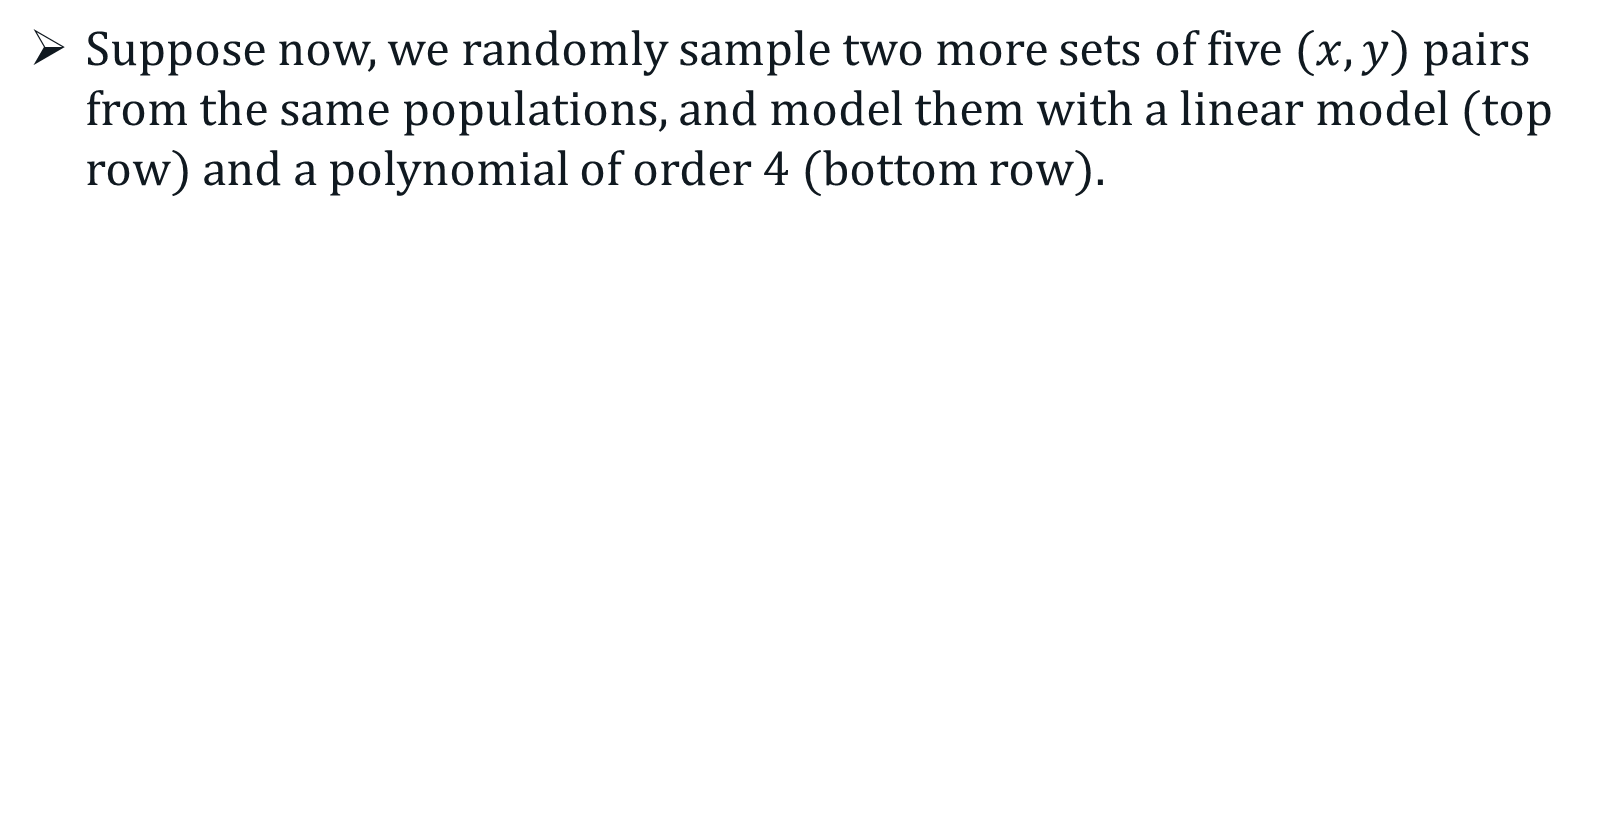 ➢ Suppose now, we randomly sample two more sets of five (x, y) pairs
from the same populations, and model them with a linear model (top
row) and a polynomial of order 4 (bottom row).